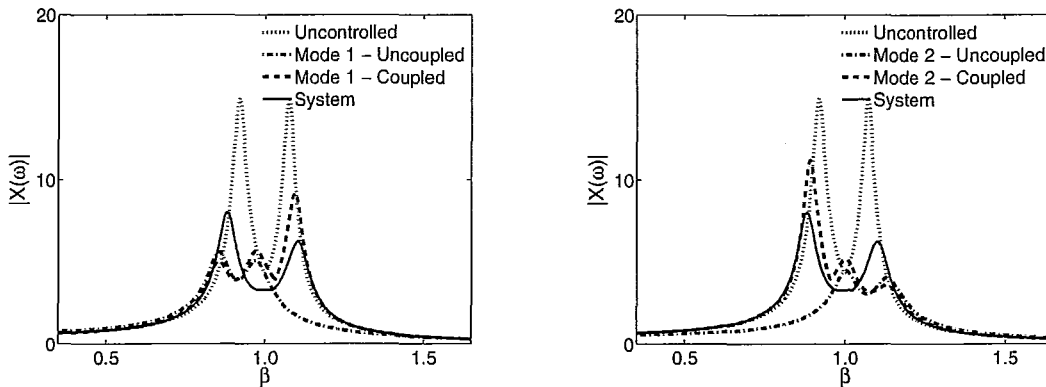 20
Uncontrolled
Mode 1 – Uncoupled
Mode 1 – Coupled
System
|X(ω)|
10
0
0.5
1.0
1.5
β
20
Uncontrolled
Mode 2 – Uncoupled
Mode 2 – Coupled
System
|X(ω)|
10
0
0.5
1.0
1.5
β